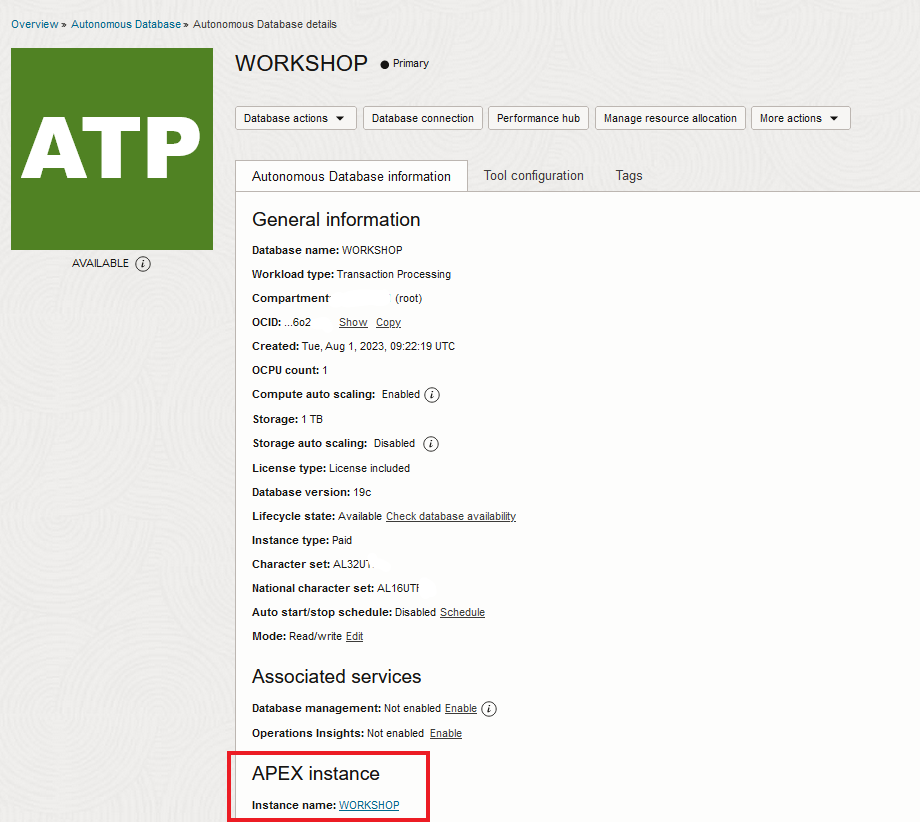 Overview » Autonomous Database » Autonomous Database details
ATP
AVAILABLE i
WORKSHOP ● Primary
Database actions Database connection Performance hub Manage resource allocation More actions
Autonomous Database information Tool configuration Tags
General information
Database name: WORKSHOP
Workload type: Transaction Processing
Compartment (root)
OCID: ...6o2 Show Copy
Created: Tue, Aug 1, 2023, 09:22:19 UTC
OCPU count: 1
Compute auto scaling: Enabled i
Storage: 1 TB
Storage auto scaling: Disabled i
License type: License included
Database version: 19c
Lifecycle state: Available Check database availability
Instance type: Paid
Character set:
National character set:
Auto start/stop schedule: Disabled Schedule
Mode: Read/write Edit
Associated services
Database management: Not enabled Enable i
Operations Insights: Not enabled Enable
APEX instance
Instance name: WORKSHOP